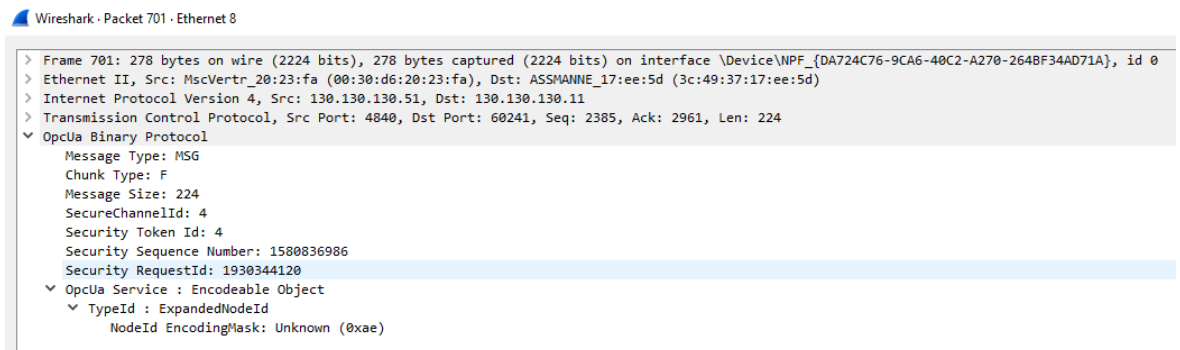 Wireshark · Packet 701 · Ethernet 8
Frame 701: 278 bytes on wire (2224 bits), 278 bytes captured (2224 bits) on interface \Device\NPF_{DA724C76-9CA6-40C2-A270-264BF34AD71A}, id 0
Ethernet II, Src: MscVertr_20:23:fa (00:30:d6:20:23:fa), Dst: ASSMANNE_17:ee:5d (3c:49:37:17:ee:5d)
Internet Protocol Version 4, Src: 130.130.130.51, Dst: 130.130.130.11
Transmission Control Protocol, Src Port: 4840, Dst Port: 60241, Seq: 2385, Ack: 2961, Len: 224
OpcUa Binary Protocol
Message Type: MSG
Chunk Type: F
Message Size: 224
SecureChannelId: 4
Security Token Id: 4
Security Sequence Number: 1580836986
Security RequestId: 1930344120
OpcUa Service : Encodeable Object
TypeId : ExpandedNodeId
NodeId EncodingMask: Unknown (0xae)